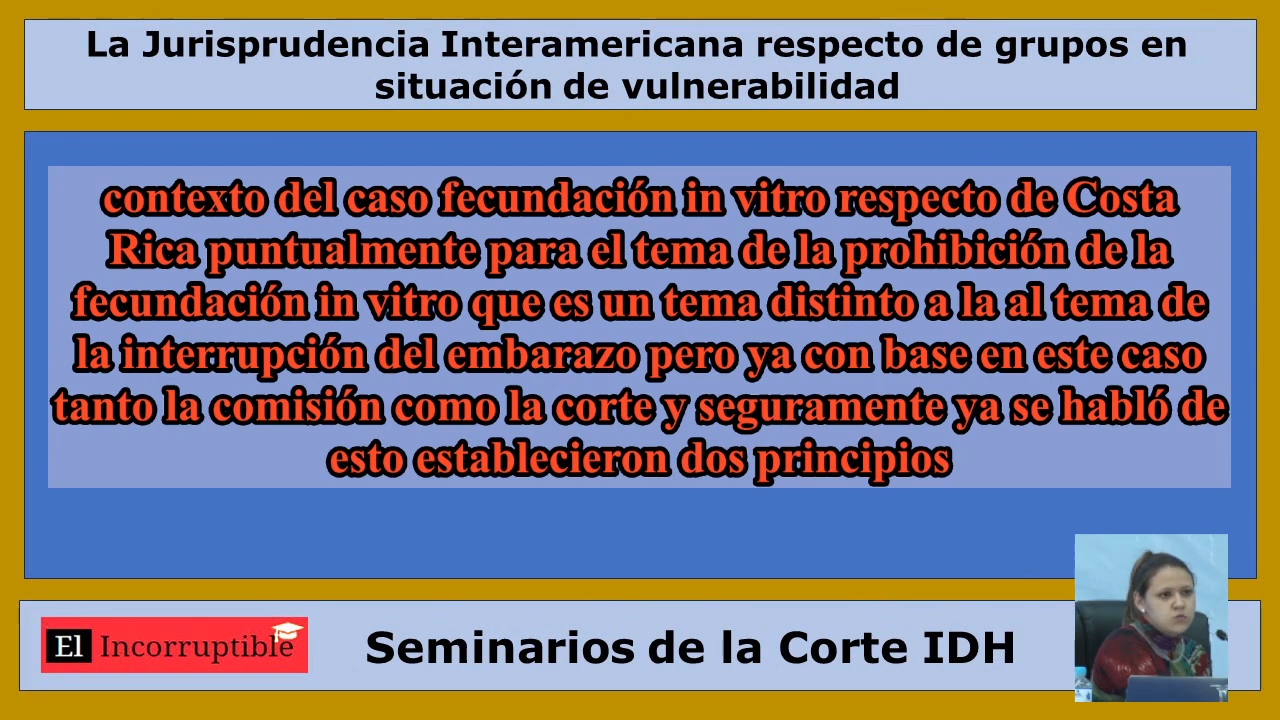 La Jurisprudencia Interamericana respecto de grupos en
situación de vulnerabilidad
contexto del caso fecundación in vitro respecto de Costa
Rica puntualmente para el tema de la prohibición de la
fecundación in vitro que es un tema distinto a la al tema de
la interrupción del embarazo pero ya con base en este caso
tanto la comisión como la corte y seguramente ya se habló de
esto establecieron dos principios
El Incorruptible
Seminarios de la Corte IDH